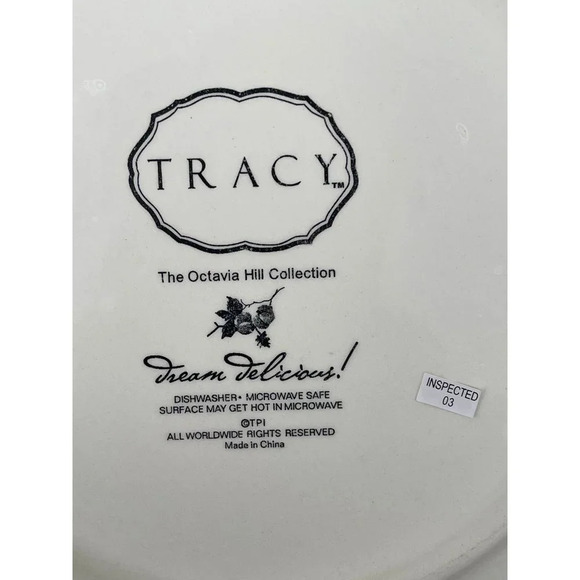 TRACY™
The Octavia Hill Collection
dream delicious!
DISHWASHER • MICROWAVE SAFE
SURFACE MAY GET HOT IN MICROWAVE
©TPI
ALL WORLDWIDE RIGHTS RESERVED
Made in China
INSPECTED
03